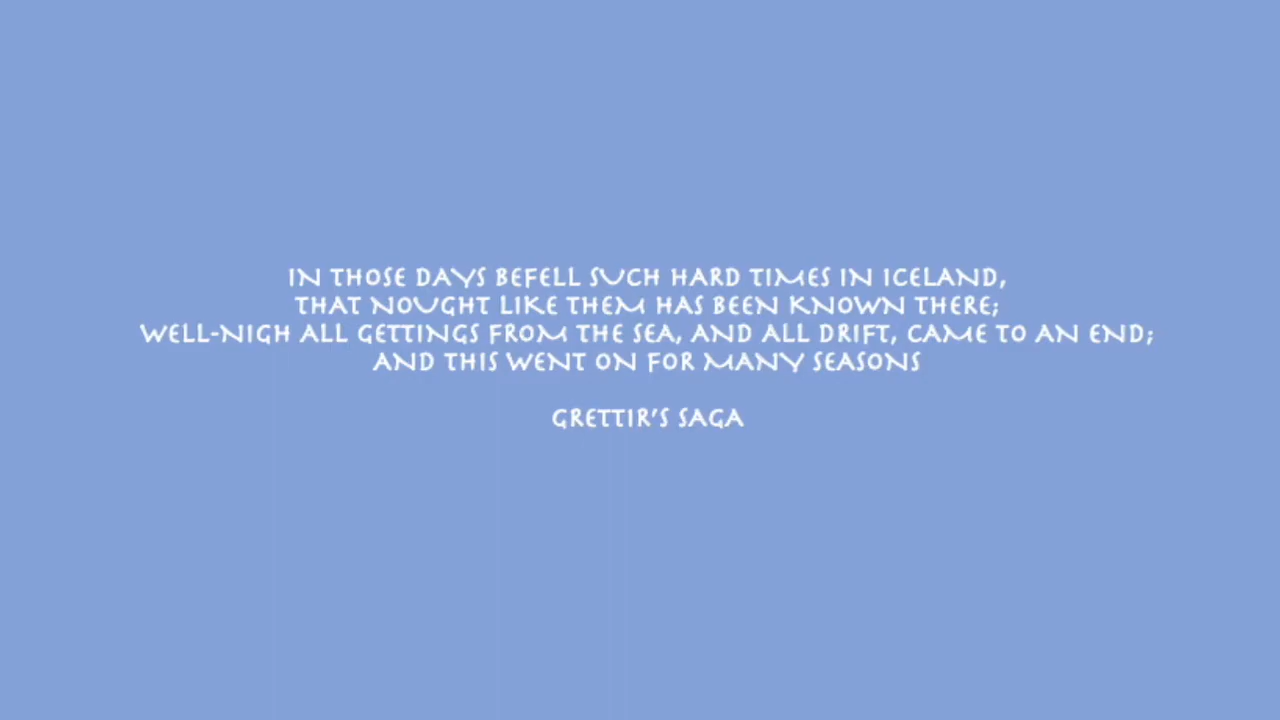 IN THOSE DAYS BEFELL SUCH HARD TIMES IN ICELAND,
THAT NOUGHT LIKE THEM HAS BEEN KNOWN THERE;
WELL-NIGH ALL GETTINGS FROM THE SEA, AND ALL DRIFT, CAME TO AN END;
AND THIS WENT ON FOR MANY SEASONS
GRETTIR'S SAGA